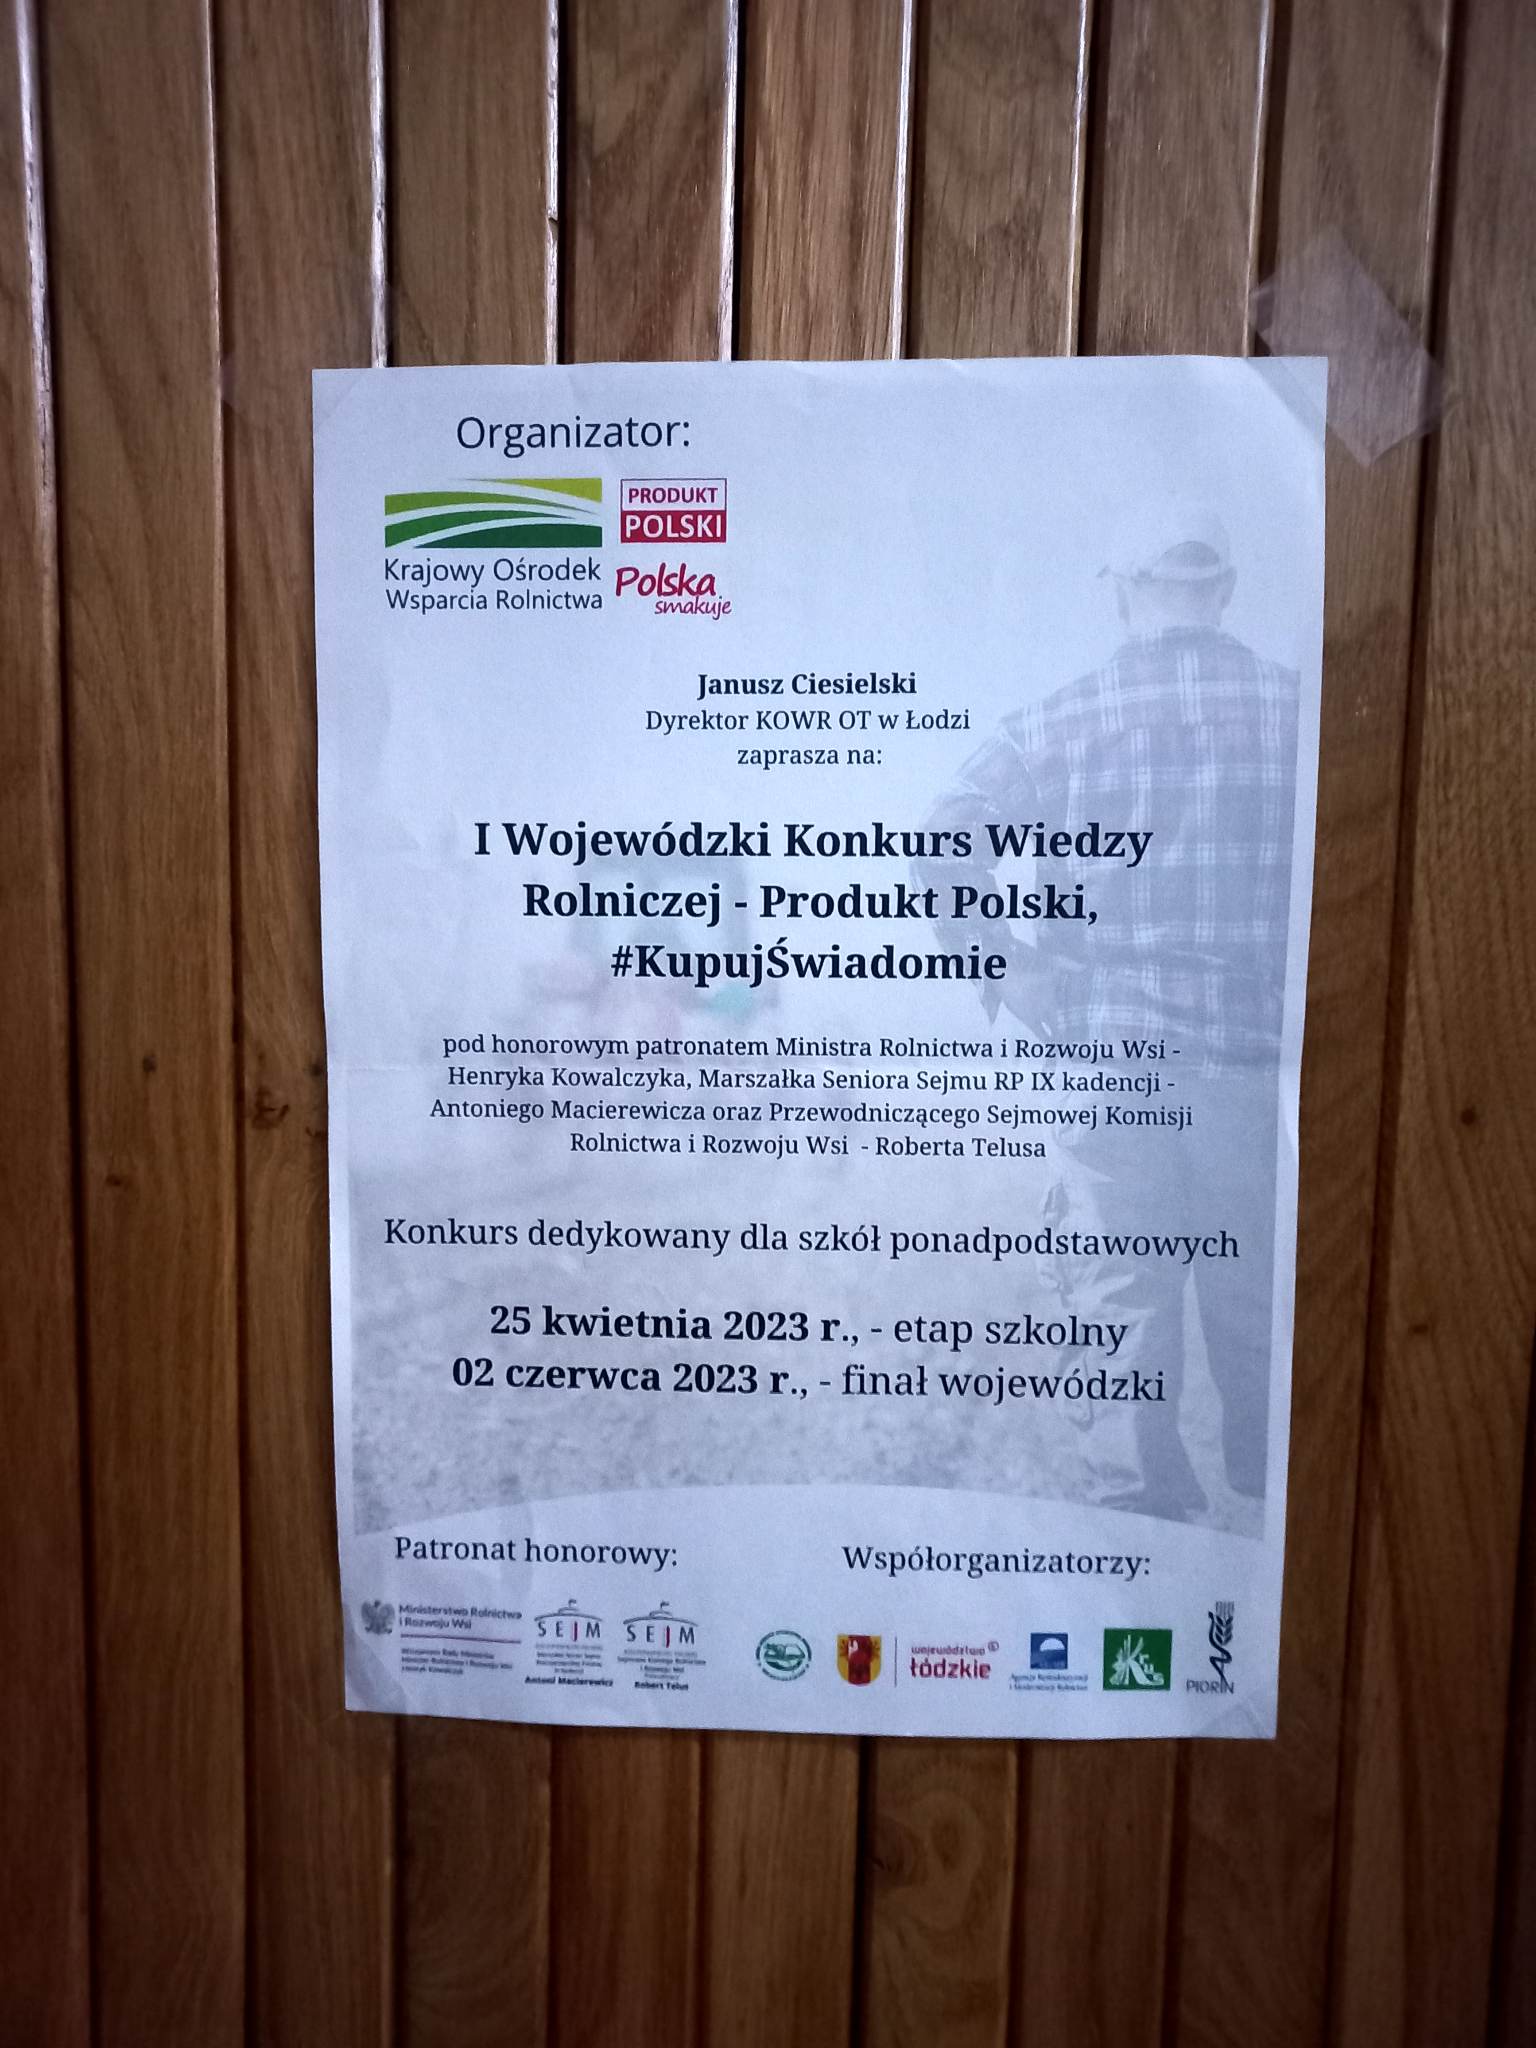 Organizator:
PRODUKT
POLSKI
Krajowy Ośrodek
Wsparcia Rolnictwa
Polska
smakuje
Janusz Ciesielski
Dyrektor KOWR OT w Łodzi
zaprasza na:
I Wojewódzki Konkurs Wiedzy
Rolniczej - Produkt Polski,
#KupujŚwiadomie
pod honorowym patronatem Ministra Rolnictwa i Rozwoju Wsi -
Henryka Kowalczyka, Marszałka Seniora Sejmu RP IX kadencji -
Antoniego Macierewicza oraz Przewodniczącego Sejmowej Komisji
Rolnictwa i Rozwoju Wsi - Roberta Telusa
Konkurs dedykowany dla szkół ponadpodstawowych
25 kwietnia 2023 r., - etap szkolny
02 czerwca 2023 r., - finał wojewódzki
Patronat honorowy:
Współorganizatorzy:
Ministerstwo Rolnictwa
i Rozwoju Wsi
SEJM
Antoni Macierewicz
SEJM
Robert Telus
województwo
łódzkie
Krus
PIORIN